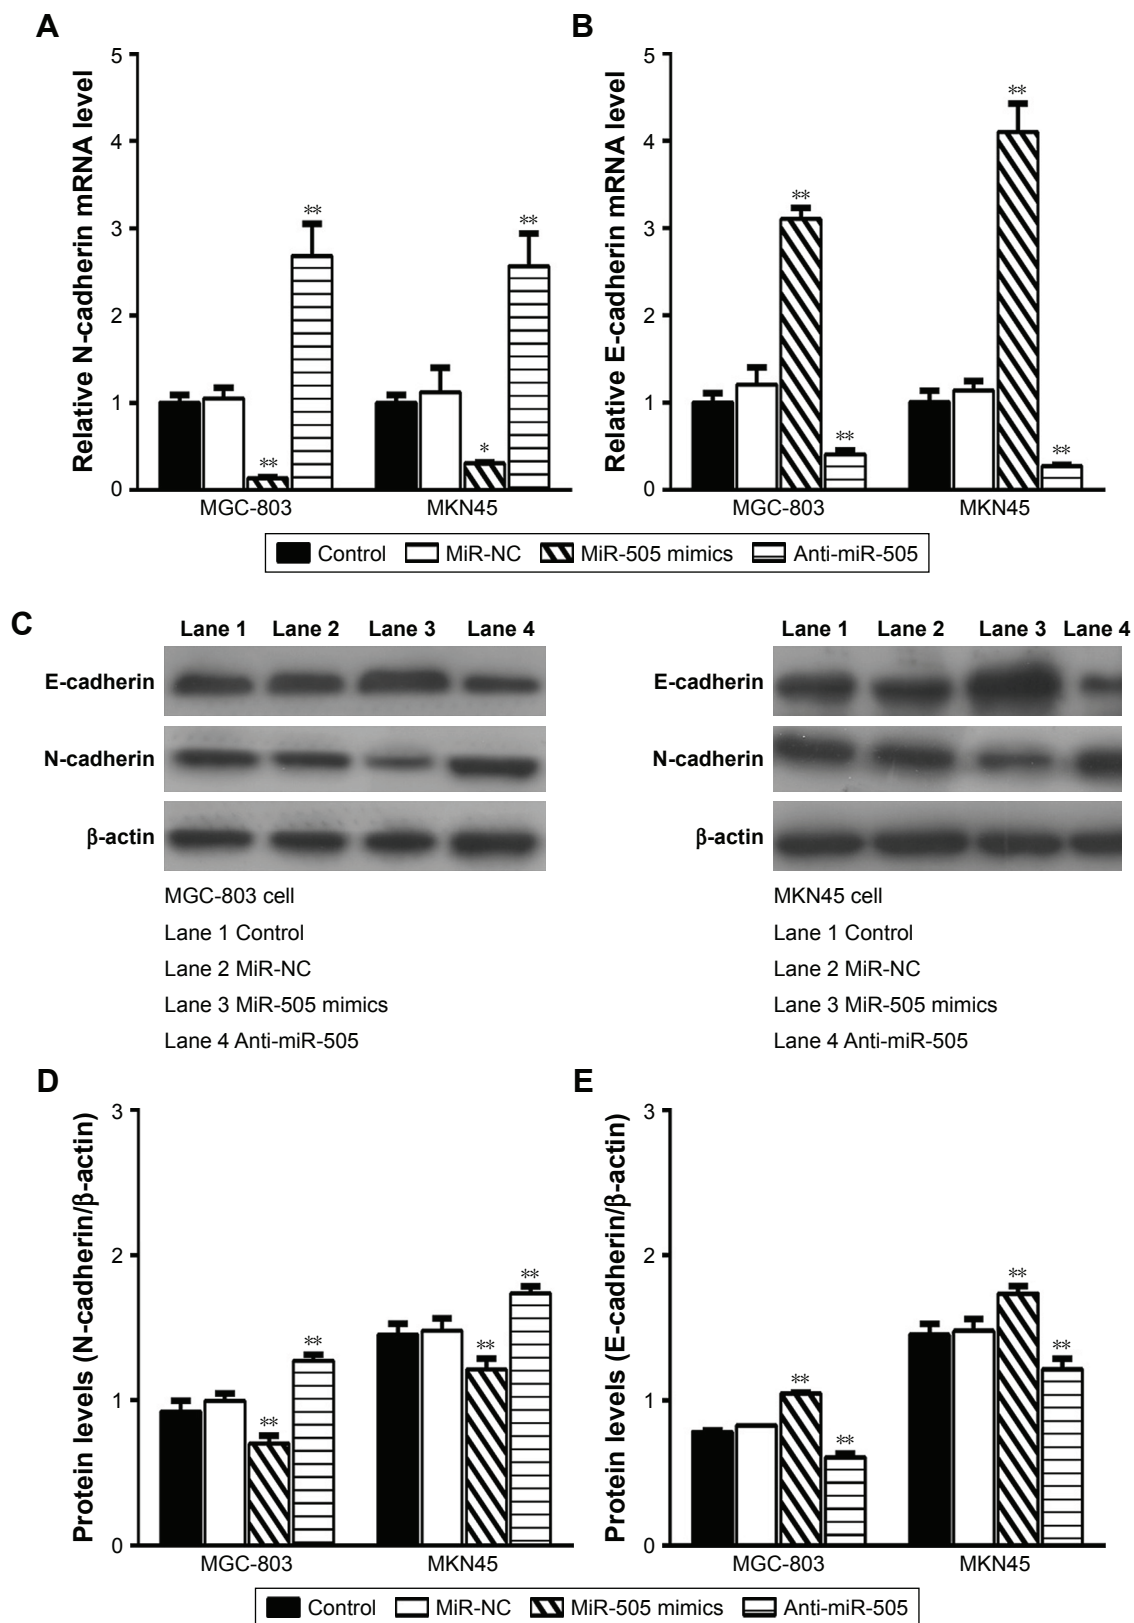 A
B
Relative N-cadherin mRNA level
5
4
3
2
1
0
** ** * **
MGC-803 MKN45
Relative E-cadherin mRNA level
5
4
3
2
1
0
** ** ** **
MGC-803 MKN45
Control MiR-NC MiR-505 mimics Anti-miR-505
C
Lane 1 Lane 2 Lane 3 Lane 4
E-cadherin
N-cadherin
β-actin
MGC-803 cell
Lane 1 Control
Lane 2 MiR-NC
Lane 3 MiR-505 mimics
Lane 4 Anti-miR-505
Lane 1 Lane 2 Lane 3 Lane 4
E-cadherin
N-cadherin
β-actin
MKN45 cell
Lane 1 Control
Lane 2 MiR-NC
Lane 3 MiR-505 mimics
Lane 4 Anti-miR-505
D
E
Protein levels (N-cadherin/β-actin)
3
2
1
0
** ** ** **
MGC-803 MKN45
Protein levels (E-cadherin/β-actin)
3
2
1
0
** ** ** **
MGC-803 MKN45
Control MiR-NC MiR-505 mimics Anti-miR-505